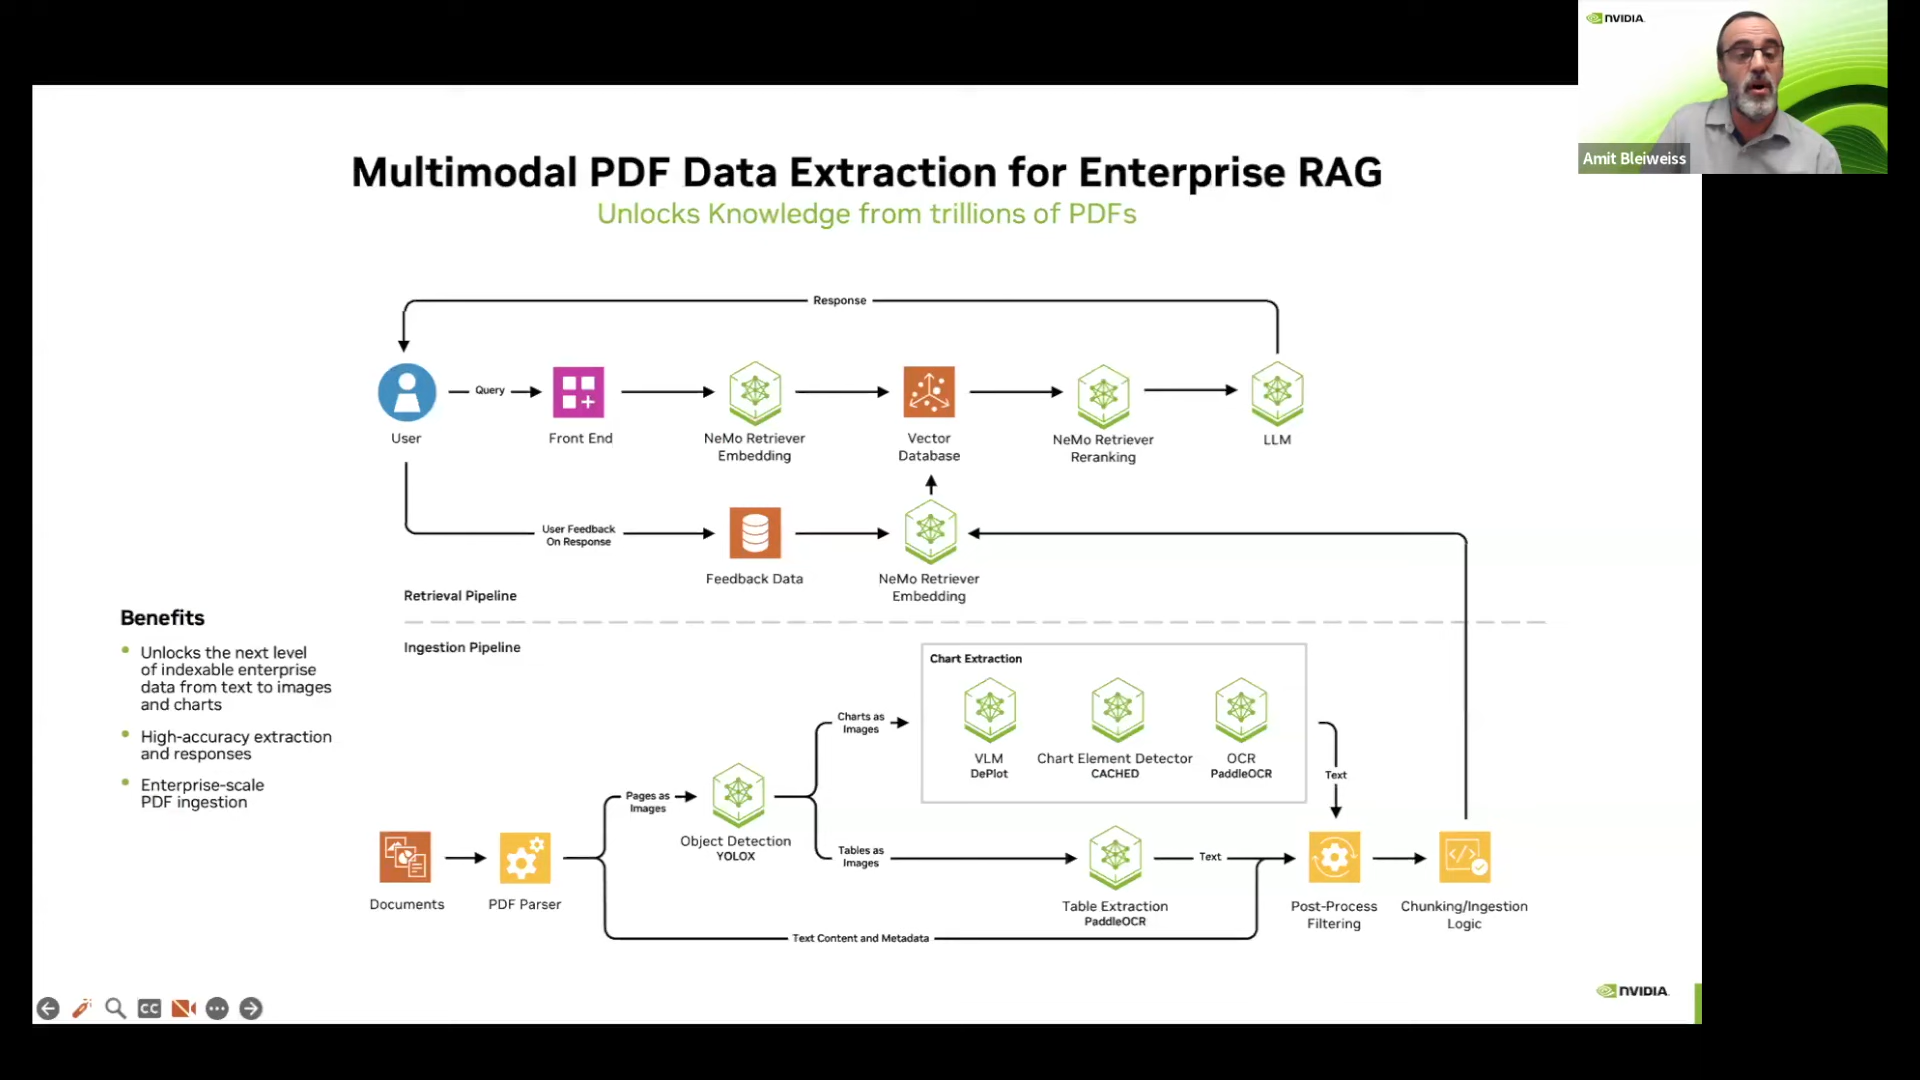 NVIDIA.
Amit Bleiweiss
Multimodal PDF Data Extraction for Enterprise RAG
Unlocks Knowledge from trillions of PDFs
Response
Query
User
Front End
NeMo Retriever
Embedding
Vector
Database
NeMo Retriever
Reranking
LLM
User Feedback
On Response
Feedback Data
NeMo Retriever
Embedding
Retrieval Pipeline
Ingestion Pipeline
Benefits
• Unlocks the next level
of indexable enterprise
data from text to images
and charts
• High-accuracy extraction
and responses
• Enterprise-scale
PDF ingestion
Chart Extraction
Charts as
Images
VLM
DePlot
Chart Element Detector
CACHED
OCR
PaddleOCR
Text
Pages as
Images
Object Detection
YOLOX
Tables as
Images
Text
Documents
PDF Parser
Table Extraction
PaddleOCR
Post-Process
Filtering
Chunking/Ingestion
Logic
Text Content and Metadata
NVIDIA.
CC